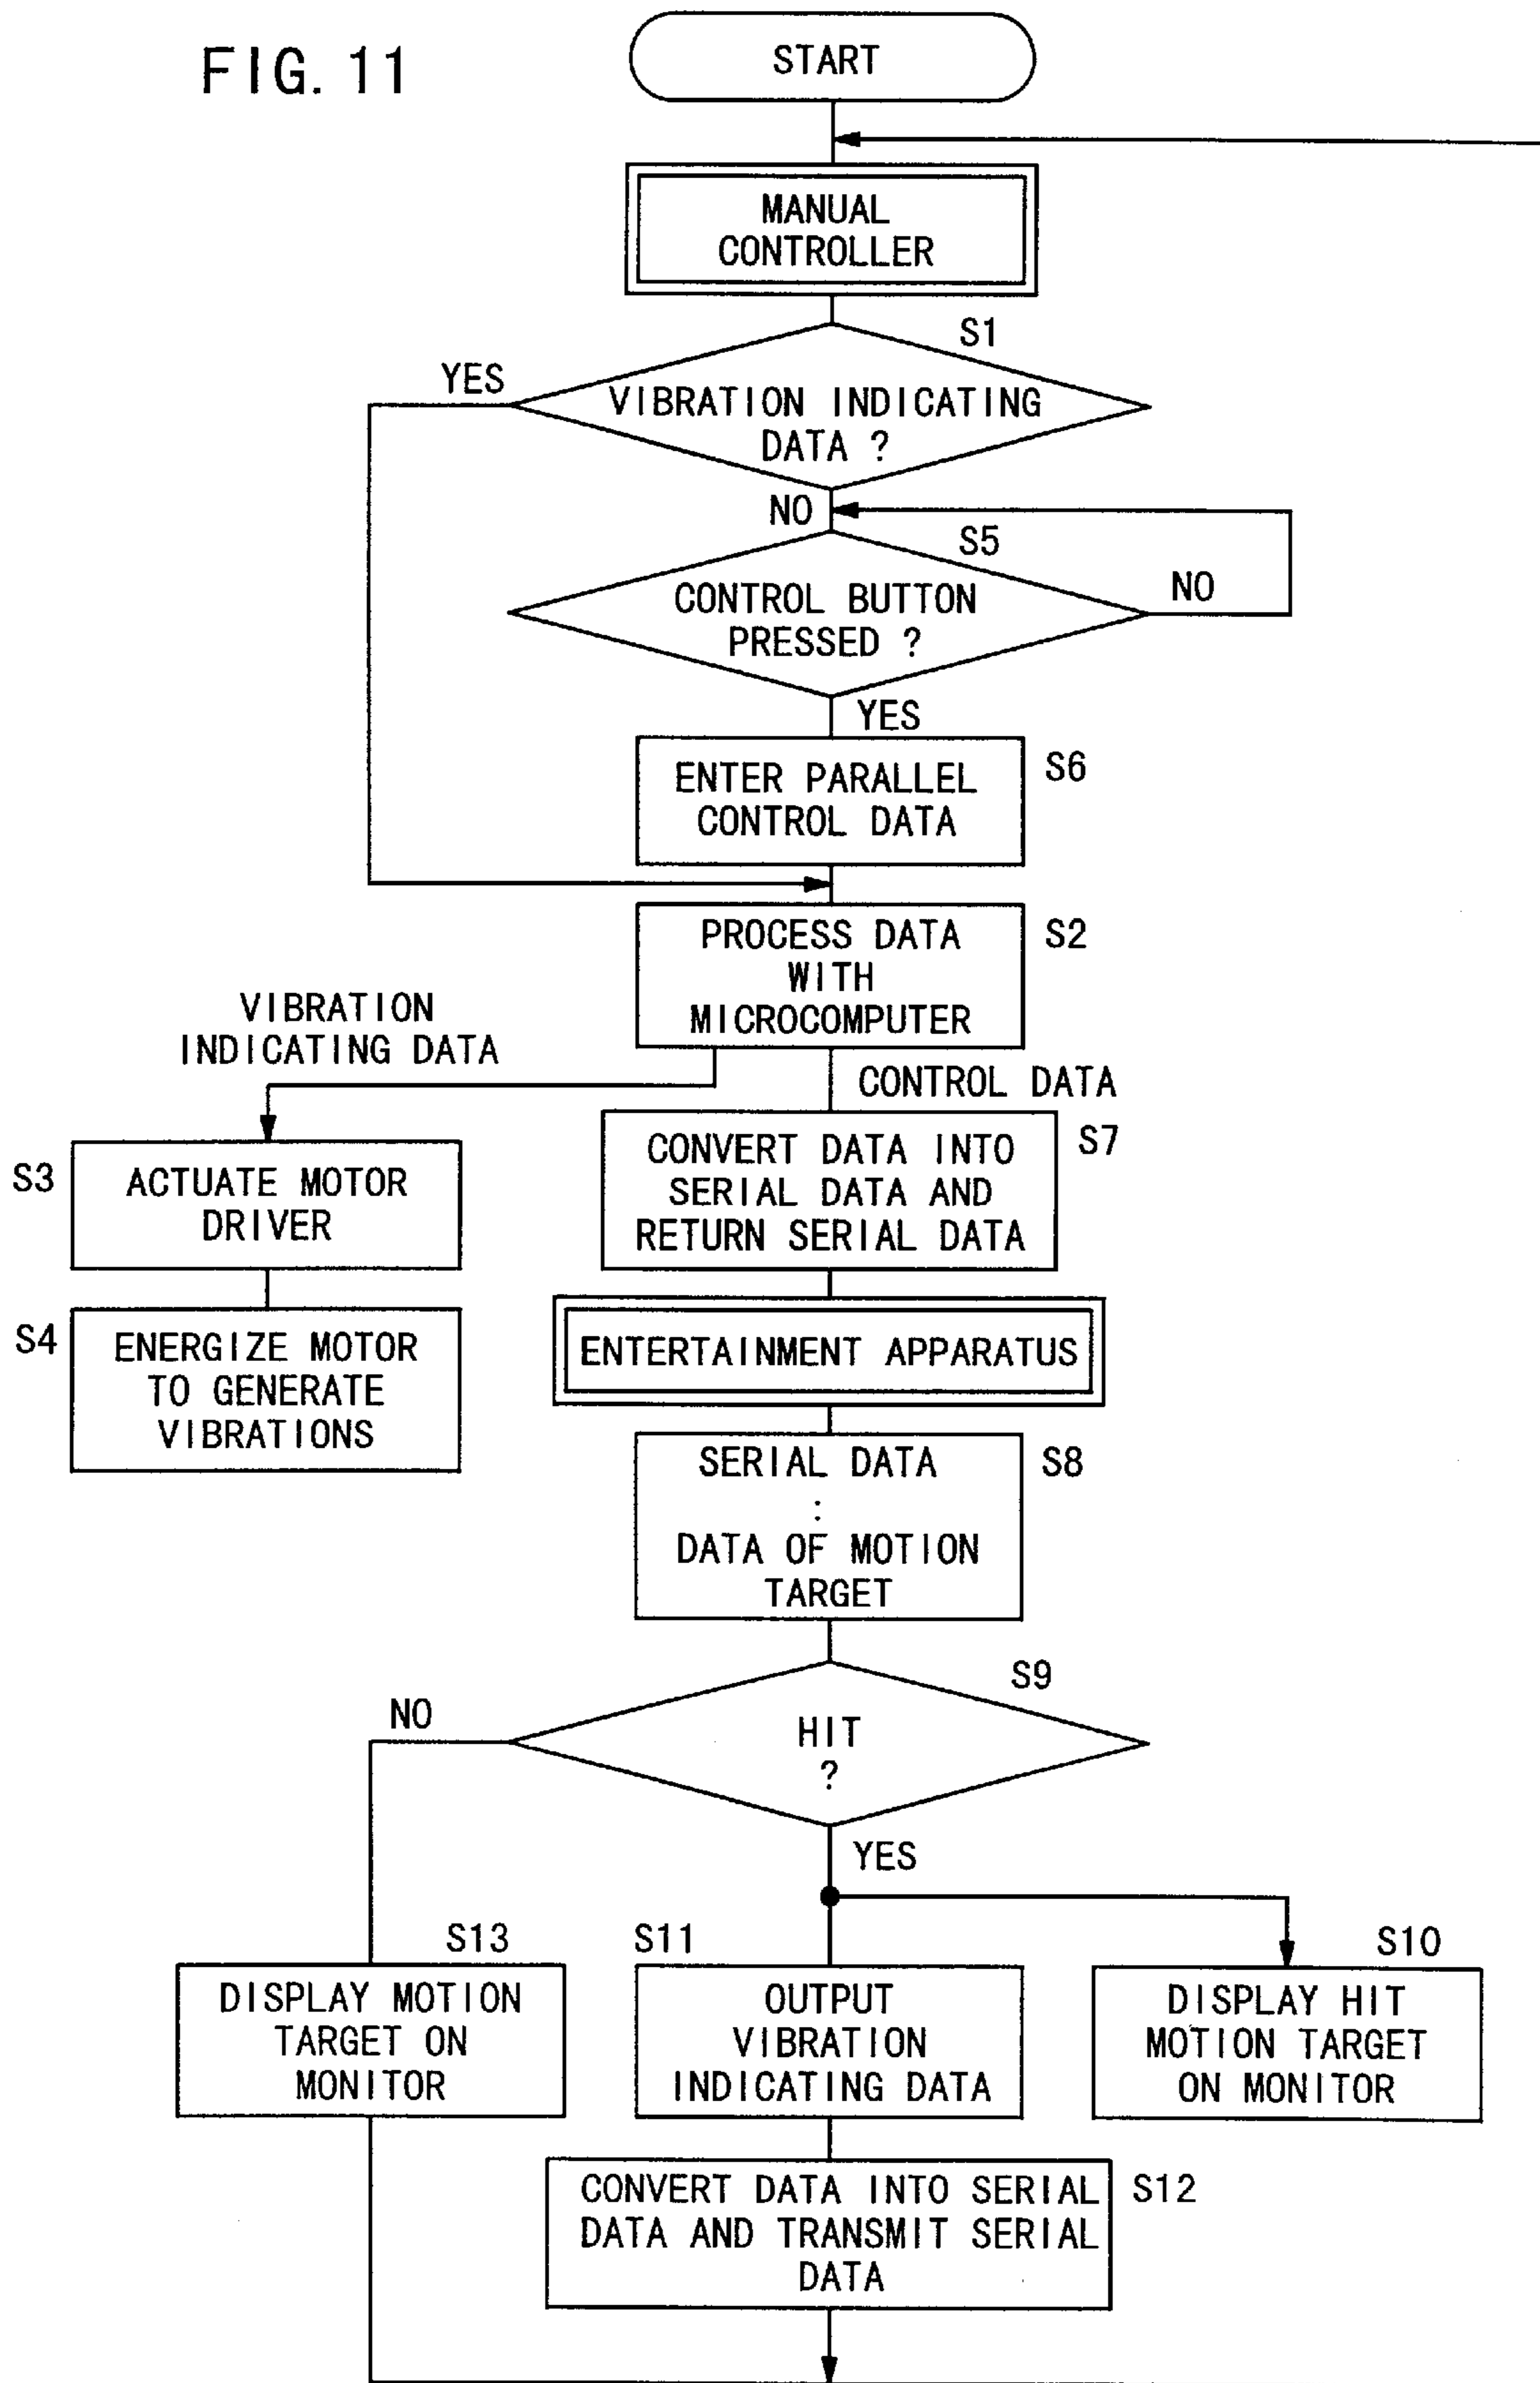 FIG. 11
START
MANUAL
CONTROLLER
S1
YES
VIBRATION INDICATING
DATA ?
NO
S5
CONTROL BUTTON
PRESSED ?
NO
YES
ENTER PARALLEL
CONTROL DATA
S6
PROCESS DATA
WITH
MICROCOMPUTER
S2
VIBRATION
INDICATING DATA
CONTROL DATA
S3
ACTUATE MOTOR
DRIVER
CONVERT DATA INTO
SERIAL DATA AND
RETURN SERIAL DATA
S7
S4
ENERGIZE MOTOR
TO GENERATE
VIBRATIONS
ENTERTAINMENT APPARATUS
SERIAL DATA
:
DATA OF MOTION
TARGET
S8
S9
NO
HIT
?
YES
S13
DISPLAY MOTION
TARGET ON
MONITOR
S11
OUTPUT
VIBRATION
INDICATING DATA
S10
DISPLAY HIT
MOTION TARGET
ON MONITOR
CONVERT DATA INTO SERIAL
DATA AND TRANSMIT SERIAL
DATA
S12